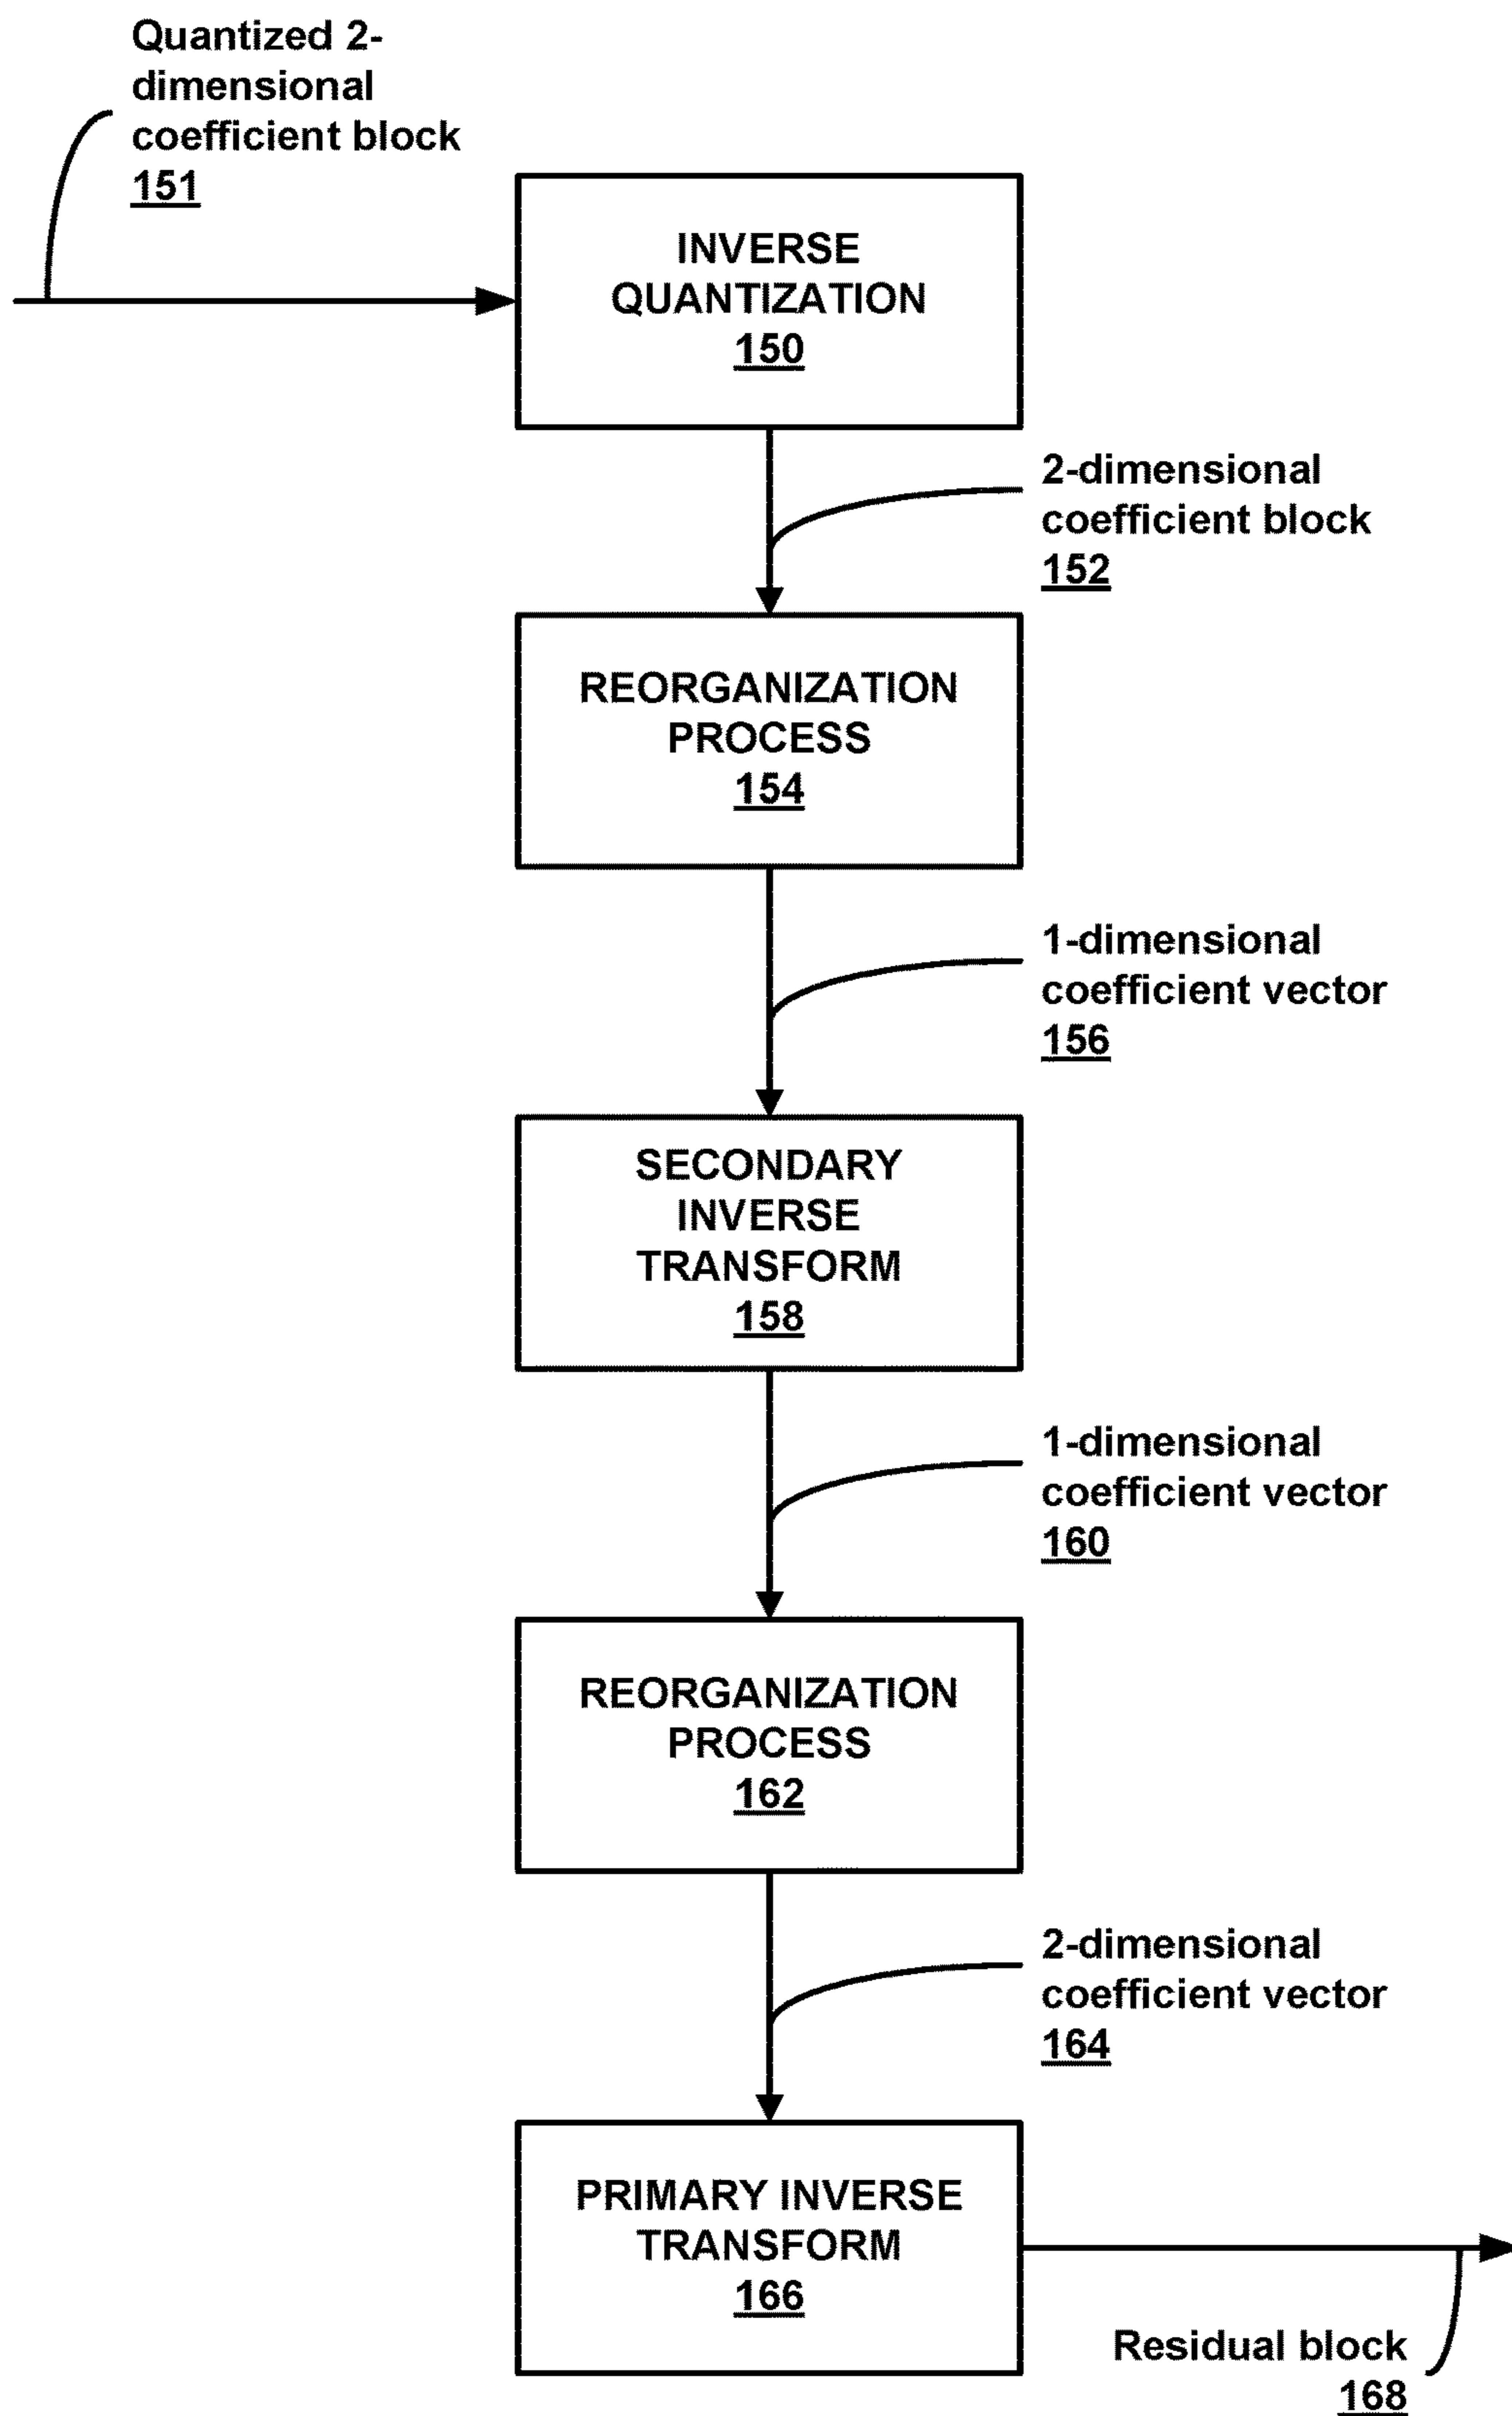 Quantized 2-
dimensional
coefficient block
151
INVERSE
QUANTIZATION
150
2-dimensional
coefficient block
152
REORGANIZATION
PROCESS
154
1-dimensional
coefficient vector
156
SECONDARY
INVERSE
TRANSFORM
158
1-dimensional
coefficient vector
160
REORGANIZATION
PROCESS
162
2-dimensional
coefficient vector
164
PRIMARY INVERSE
TRANSFORM
166
Residual block
168